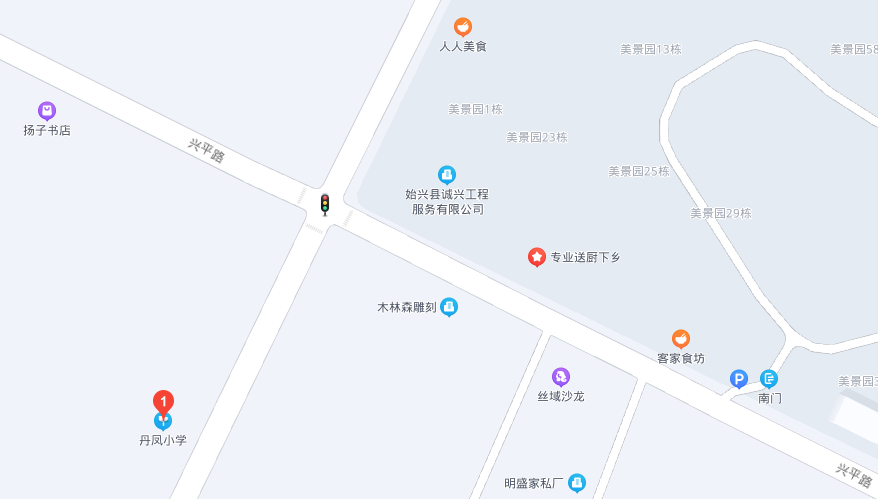 人人美食
美景园13栋
美景园58
扬子书店
美景园1栋
美景园23栋
兴平路
美景园25栋
始兴县诚兴工程
服务有限公司
美景园29栋
专业送厨下乡
木林森雕刻
客家食坊
P
南门
美景园3
丝域沙龙
1
丹凤小学
兴平路
明盛家私厂